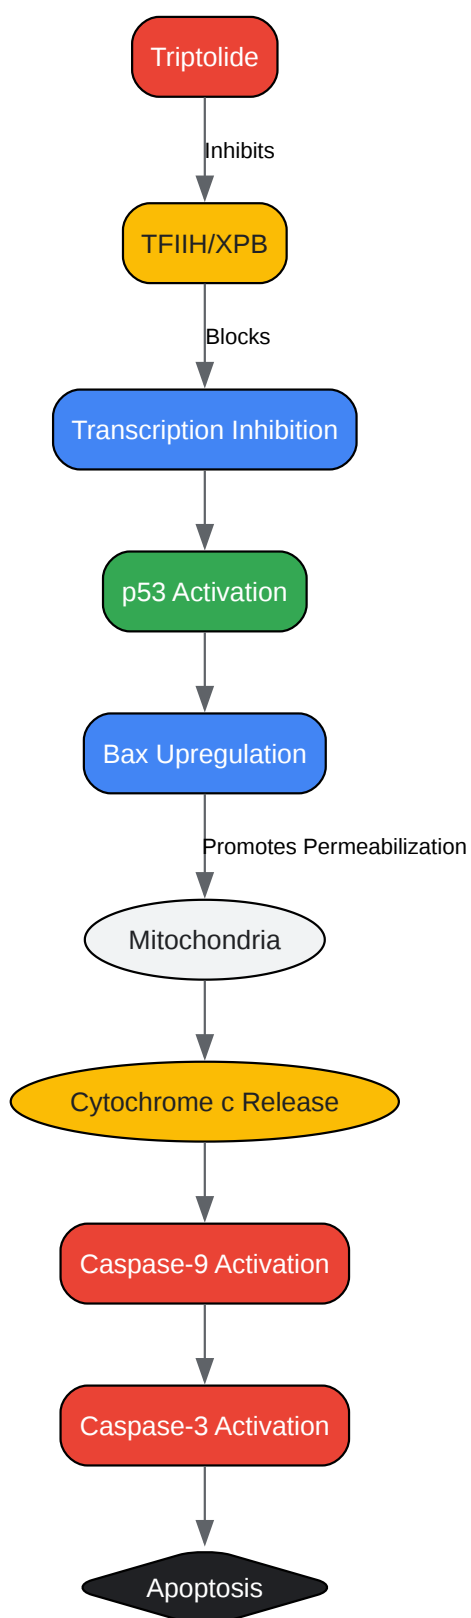 Triptolide
Inhibits
TFIIH/XPB
Blocks
Transcription Inhibition
p53 Activation
Bax Upregulation
Promotes Permeabilization
Mitochondria
Cytochrome c Release
Caspase-9 Activation
Caspase-3 Activation
Apoptosis